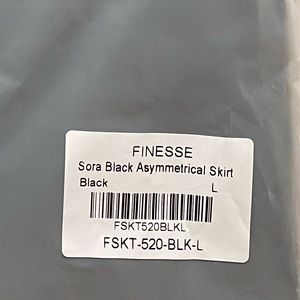 FINESSE
Sora Black Asymmetrical Skirt
Black L
FSKT520BLKL
FSKT-520-BLK-L